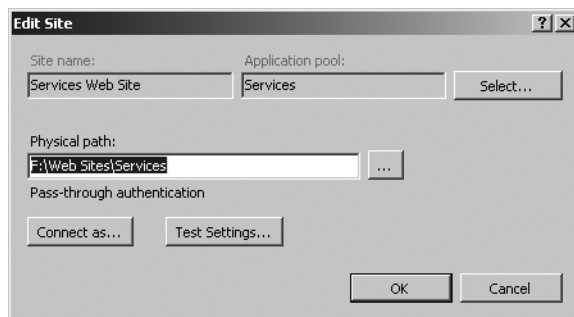 Edit Site
? X
Site name: Application pool:
Services Web Site Services Select...
Physical path:
F:\Web Sites\Services ...
Pass-through authentication
Connect as... Test Settings...
OK Cancel